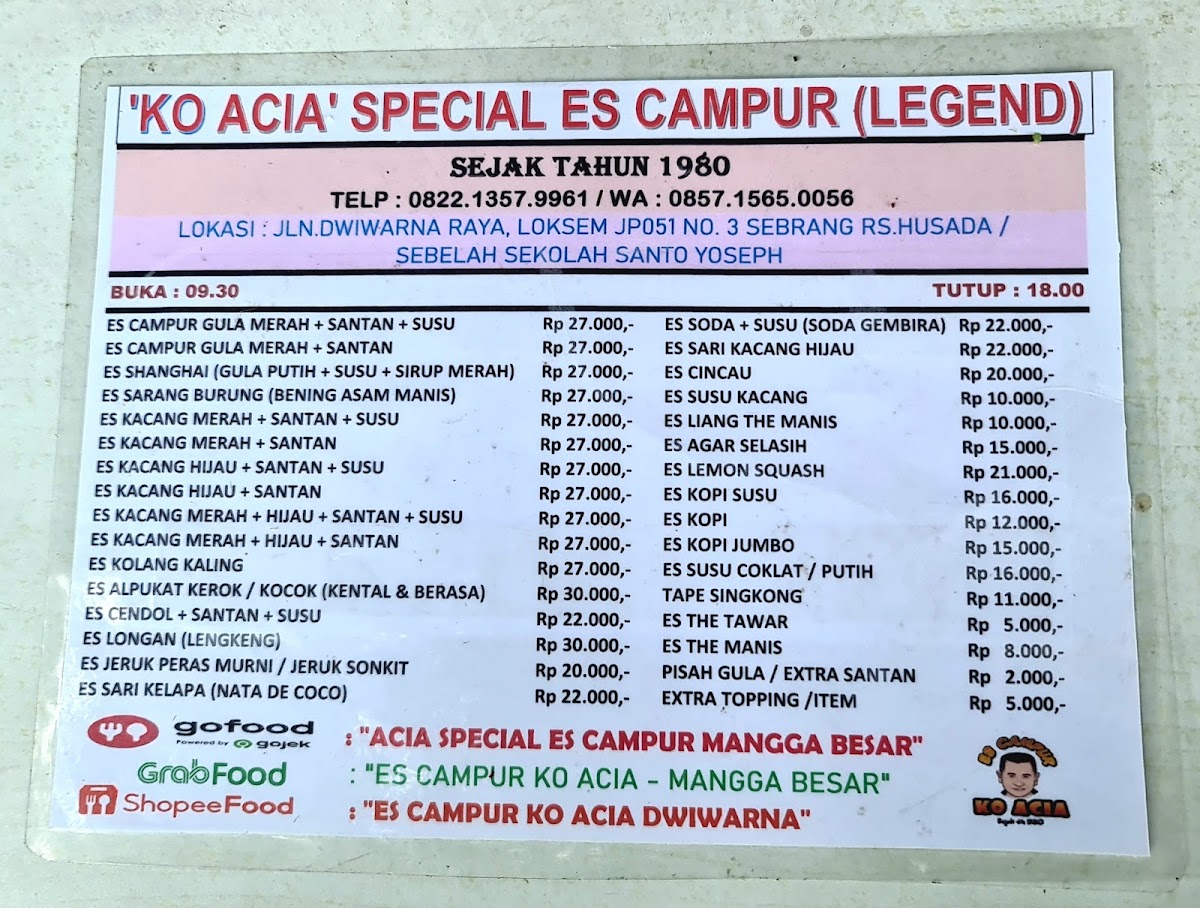 'KO ACIA' SPECIAL ES CAMPUR (LEGEND)
SEJAK TAHUN 1980
TELP : 0822.1357.9961 / WA : 0857.1565.0056
LOKASI : JLN.DWIWARNA RAYA, LOKSEM JP051 NO. 3 SEBRANG RS.HUSADA /
SEBELAH SEKOLAH SANTO YOSEPH
BUKA : 09.30 TUTUP : 18.00
ES CAMPUR GULA MERAH + SANTAN + SUSU Rp 27.000,-
ES CAMPUR GULA MERAH + SANTAN Rp 27.000,-
ES SHANGHAI (GULA PUTIH + SUSU + SIRUP MERAH) Rp 27.000,-
ES SARANG BURUNG (BENING ASAM MANIS) Rp 27.000,-
ES KACANG MERAH + SANTAN + SUSU Rp 27.000,-
ES KACANG MERAH + SANTAN Rp 27.000,-
ES KACANG HIJAU + SANTAN + SUSU Rp 27.000,-
ES KACANG HIJAU + SANTAN Rp 27.000,-
ES KACANG MERAH + HIJAU + SANTAN + SUSU Rp 27.000,-
ES KACANG MERAH + HIJAU + SANTAN Rp 27.000,-
ES KOLANG KALING Rp 27.000,-
ES ALPUKAT KEROK / KOCOK (KENTAL & BERASA) Rp 30.000,-
ES CENDOL + SANTAN + SUSU Rp 22.000,-
ES LONGAN (LENGKENG) Rp 30.000,-
ES JERUK PERAS MURNI / JERUK SONKIT Rp 20.000,-
ES SARI KELAPA (NATA DE COCO) Rp 22.000,-
ES SODA + SUSU (SODA GEMBIRA) Rp 22.000,-
ES SARI KACANG HIJAU Rp 22.000,-
ES CINCAU Rp 20.000,-
ES SUSU KACANG Rp 10.000,-
ES LIANG THE MANIS Rp 10.000,-
ES AGAR SELASIH Rp 15.000,-
ES LEMON SQUASH Rp 21.000,-
ES KOPI SUSU Rp 16.000,-
ES KOPI Rp 12.000,-
ES KOPI JUMBO Rp 15.000,-
ES SUSU COKLAT / PUTIH Rp 16.000,-
TAPE SINGKONG Rp 11.000,-
ES THE TAWAR Rp 5.000,-
ES THE MANIS Rp 8.000,-
PISAH GULA / EXTRA SANTAN Rp 2.000,-
EXTRA TOPPING /ITEM Rp 5.000,-
gofood
Powered by gojek
: "ACIA SPECIAL ES CAMPUR MANGGA BESAR"
GrabFood : "ES CAMPUR KO ACIA - MANGGA BESAR"
ShopeeFood : "ES CAMPUR KO ACIA DWIWARNA"
ES CAMPUR
KO ACIA